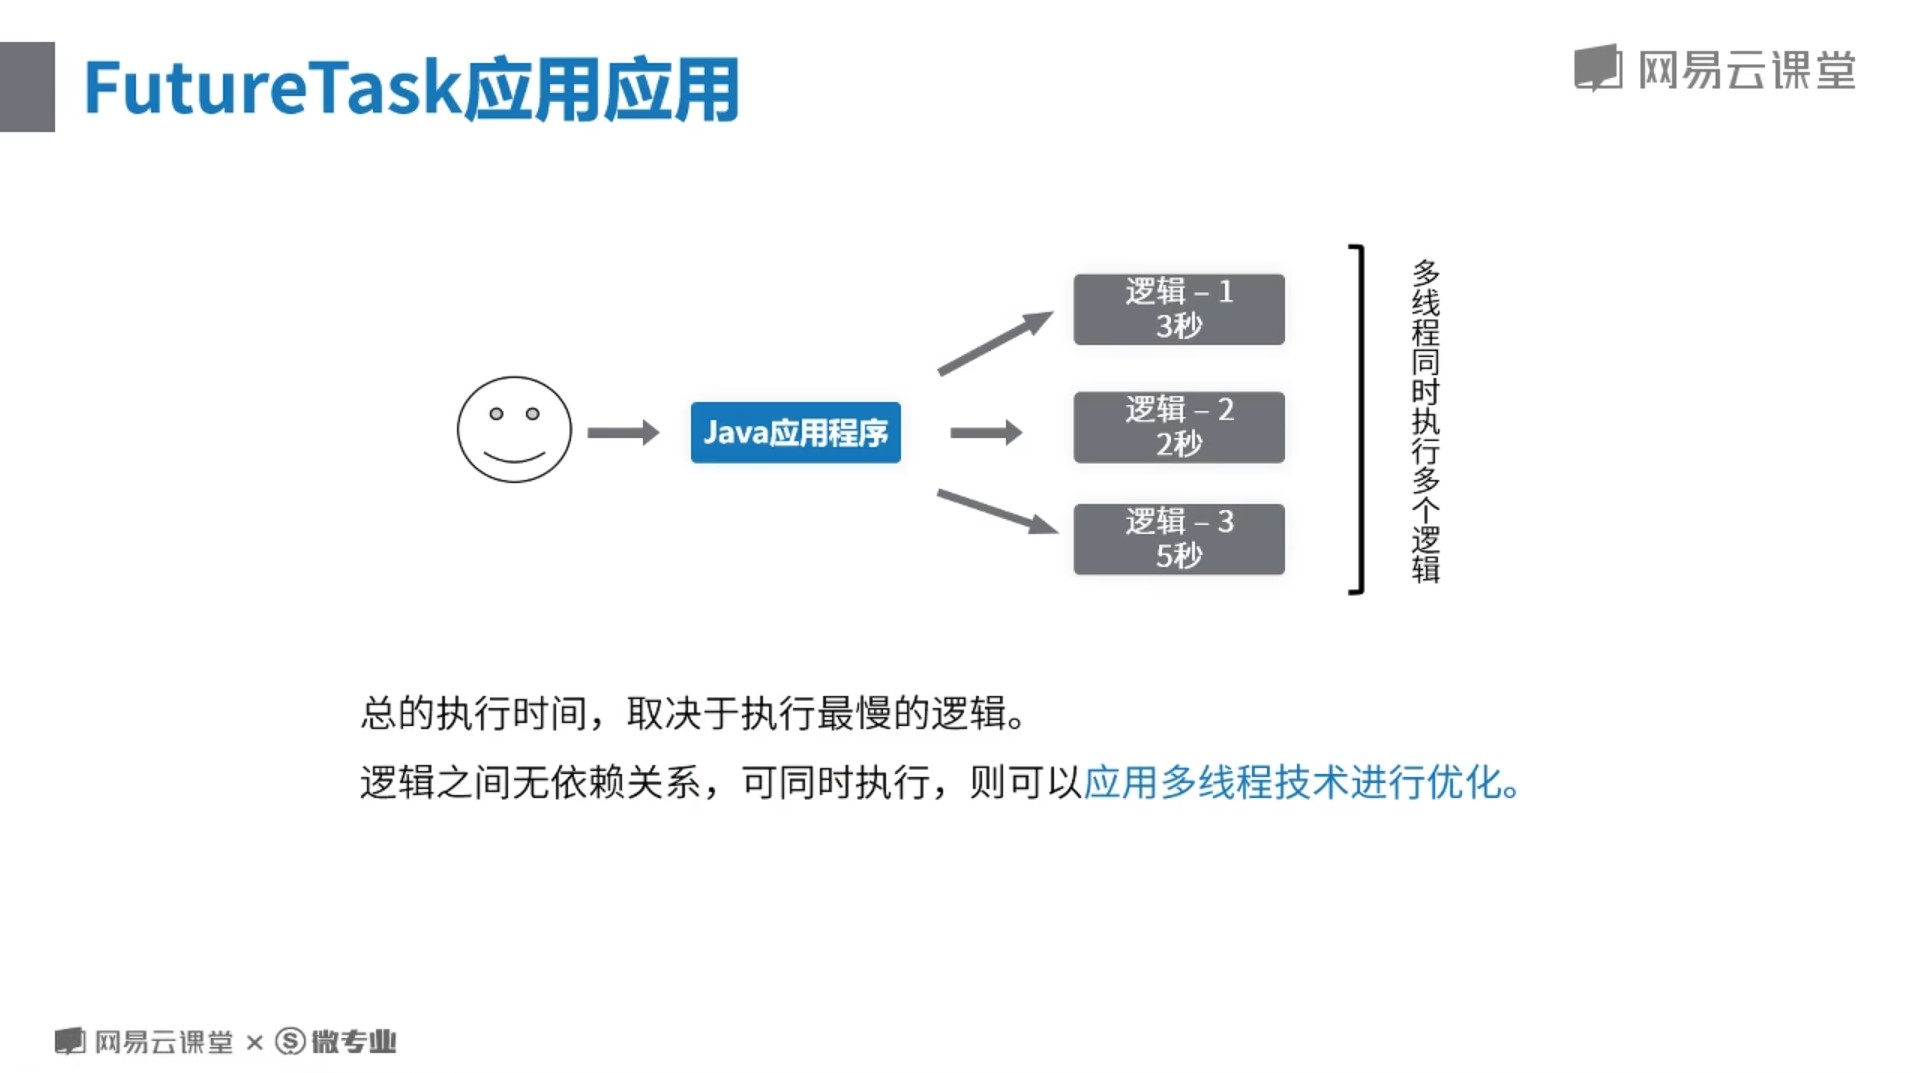 FutureTask应用应用
网易云课堂
逻辑 – 1
3秒
Java应用程序
逻辑 – 2
2秒
逻辑 – 3
5秒
多线程同时执行多个逻辑
总的执行时间，取决于执行最慢的逻辑。
逻辑之间无依赖关系，可同时执行，则可以应用多线程技术进行优化。
网易云课堂 × Ⓢ 微专业